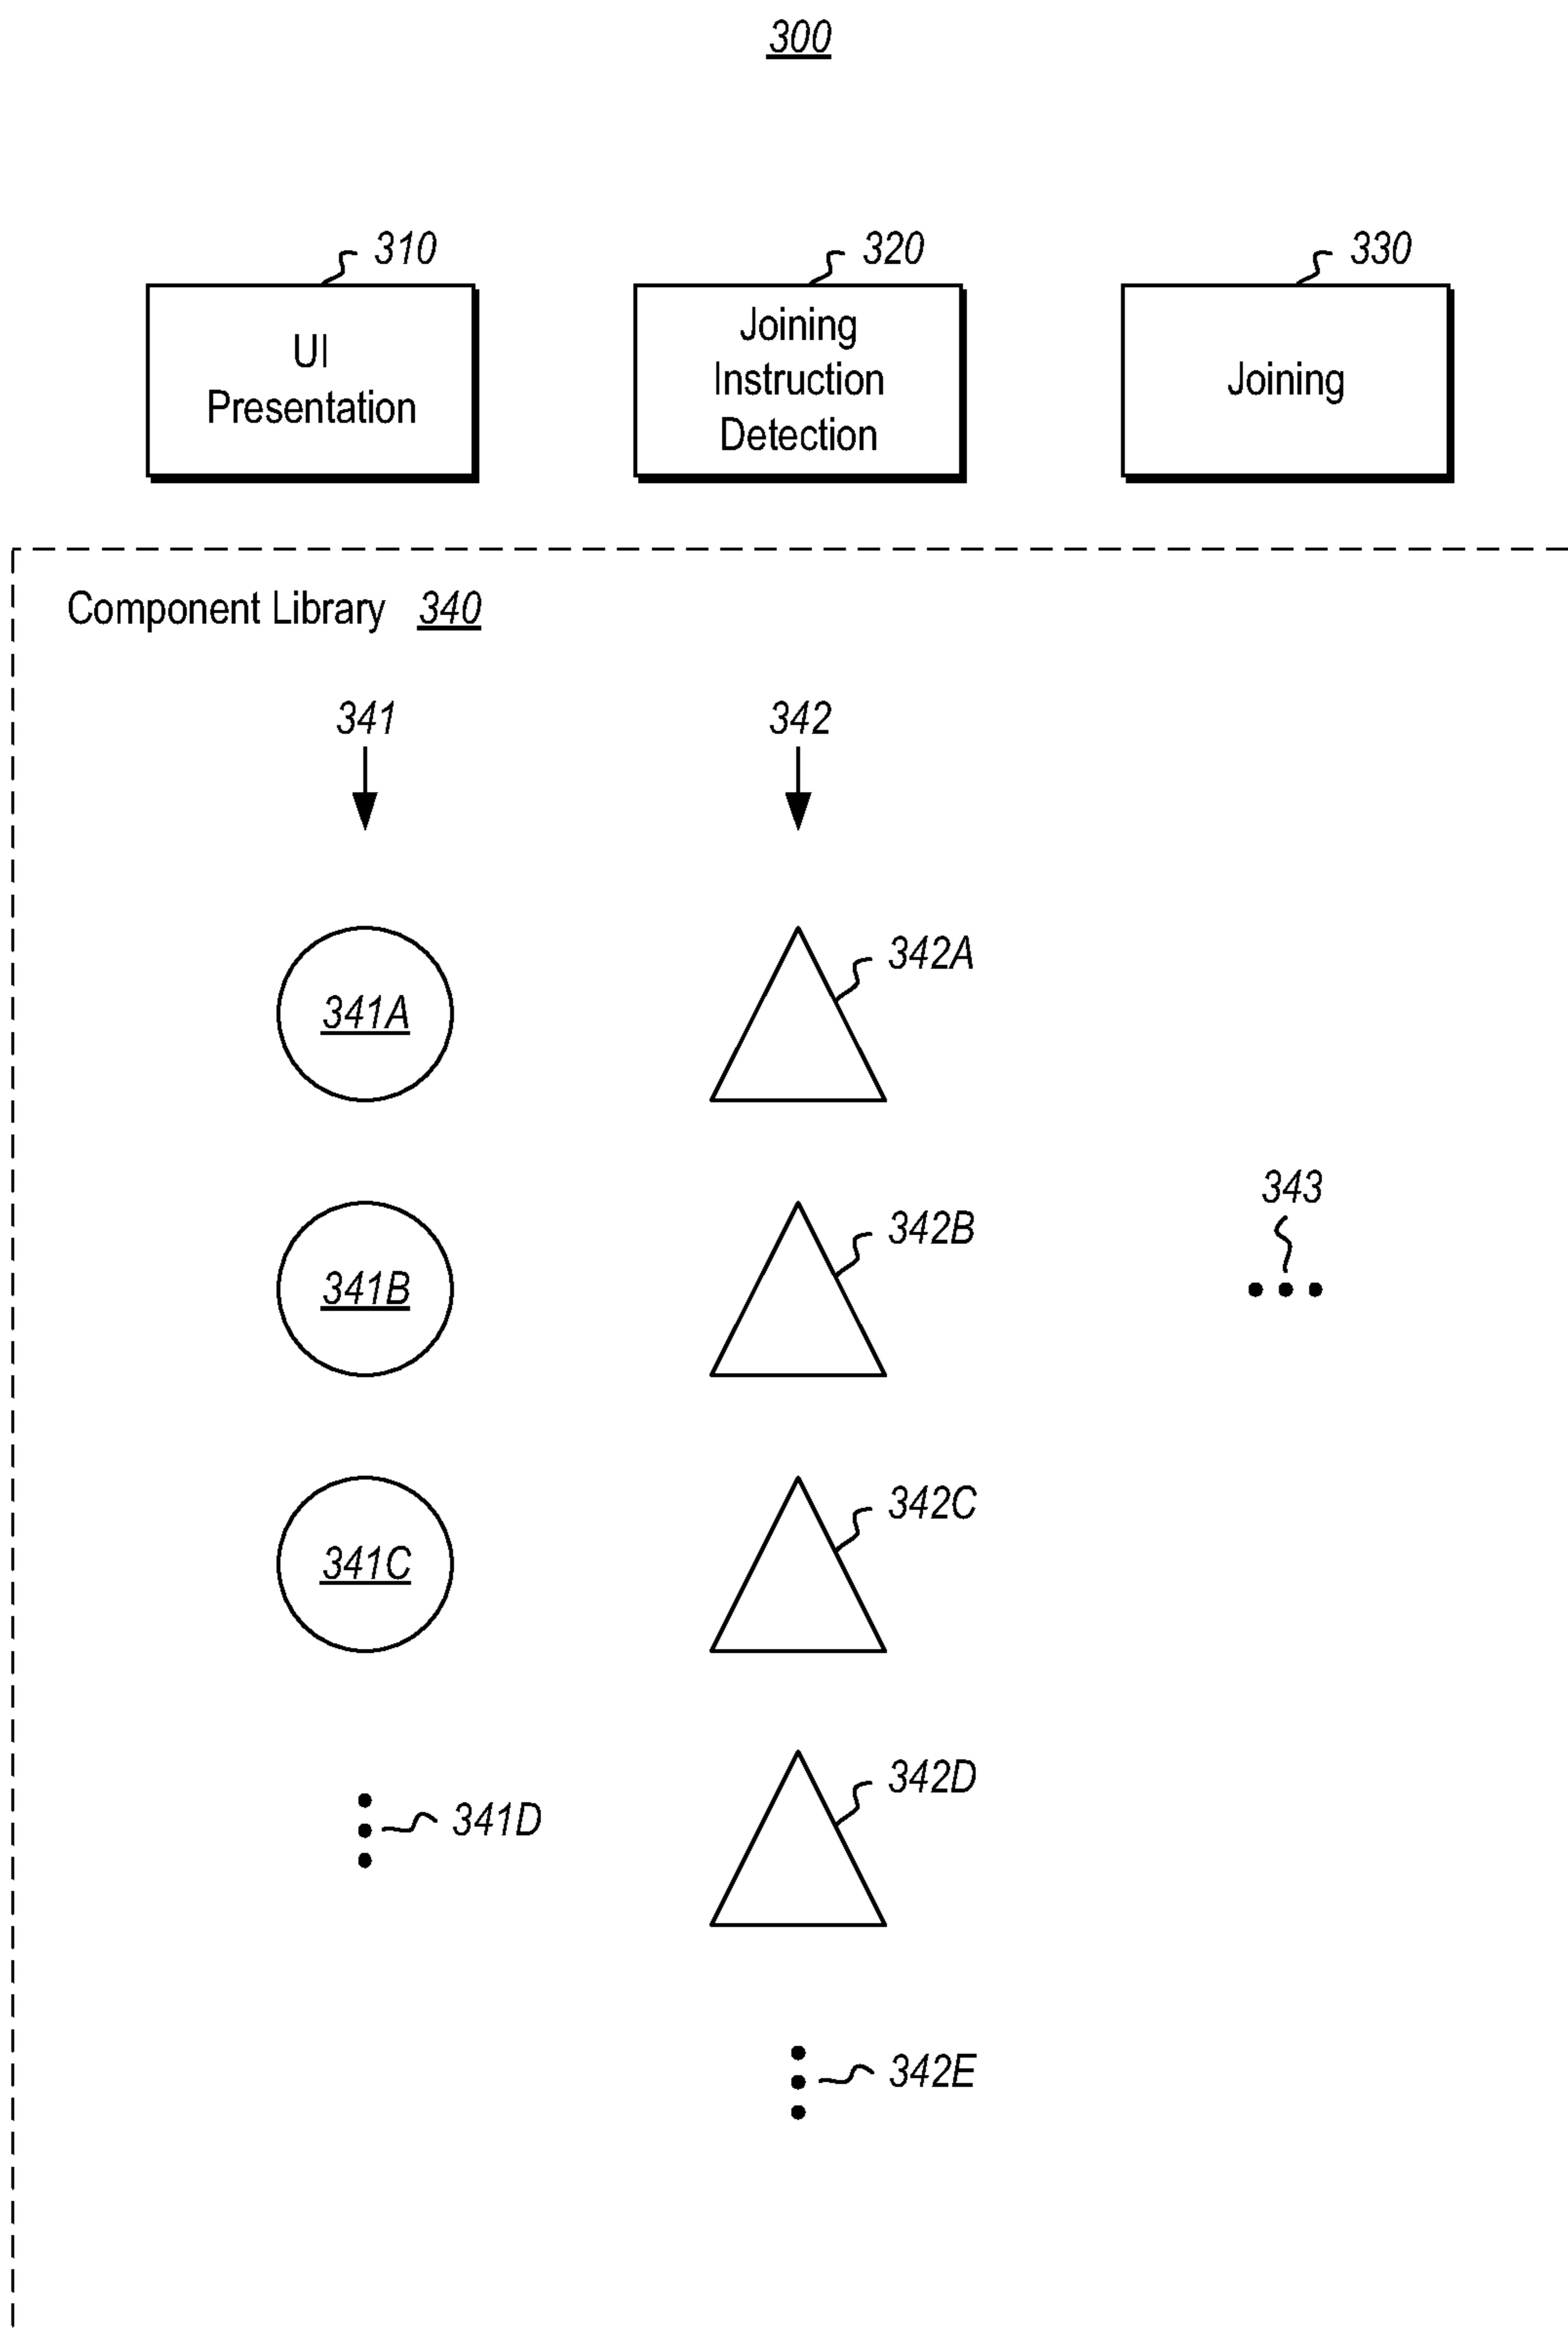 300
310
320
330
UI
Presentation
Joining
Instruction
Detection
Joining
Component Library 340
341
342
341A
342A
341B
342B
343
341C
342C
341D
342D
342E